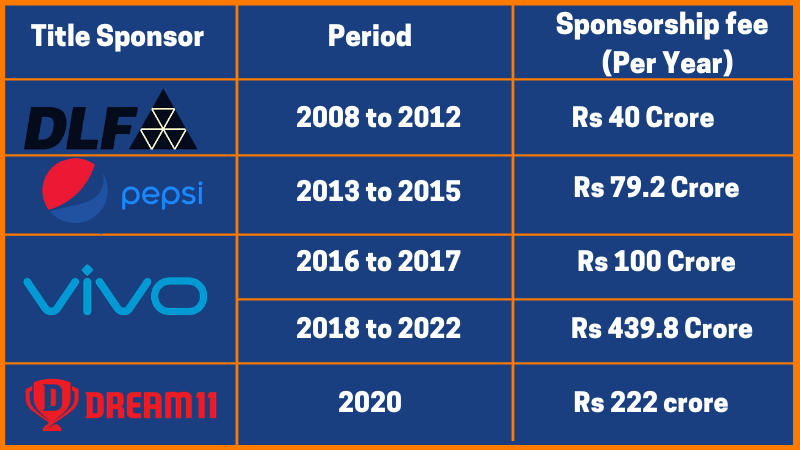 Title Sponsor Period Sponsorship fee
(Per Year)
DLF 2008 to 2012 Rs 40 Crore
pepsi 2013 to 2015 Rs 79.2 Crore
vivo 2016 to 2017 Rs 100 Crore
2018 to 2022 Rs 439.8 Crore
D DREAM11 2020 Rs 222 crore